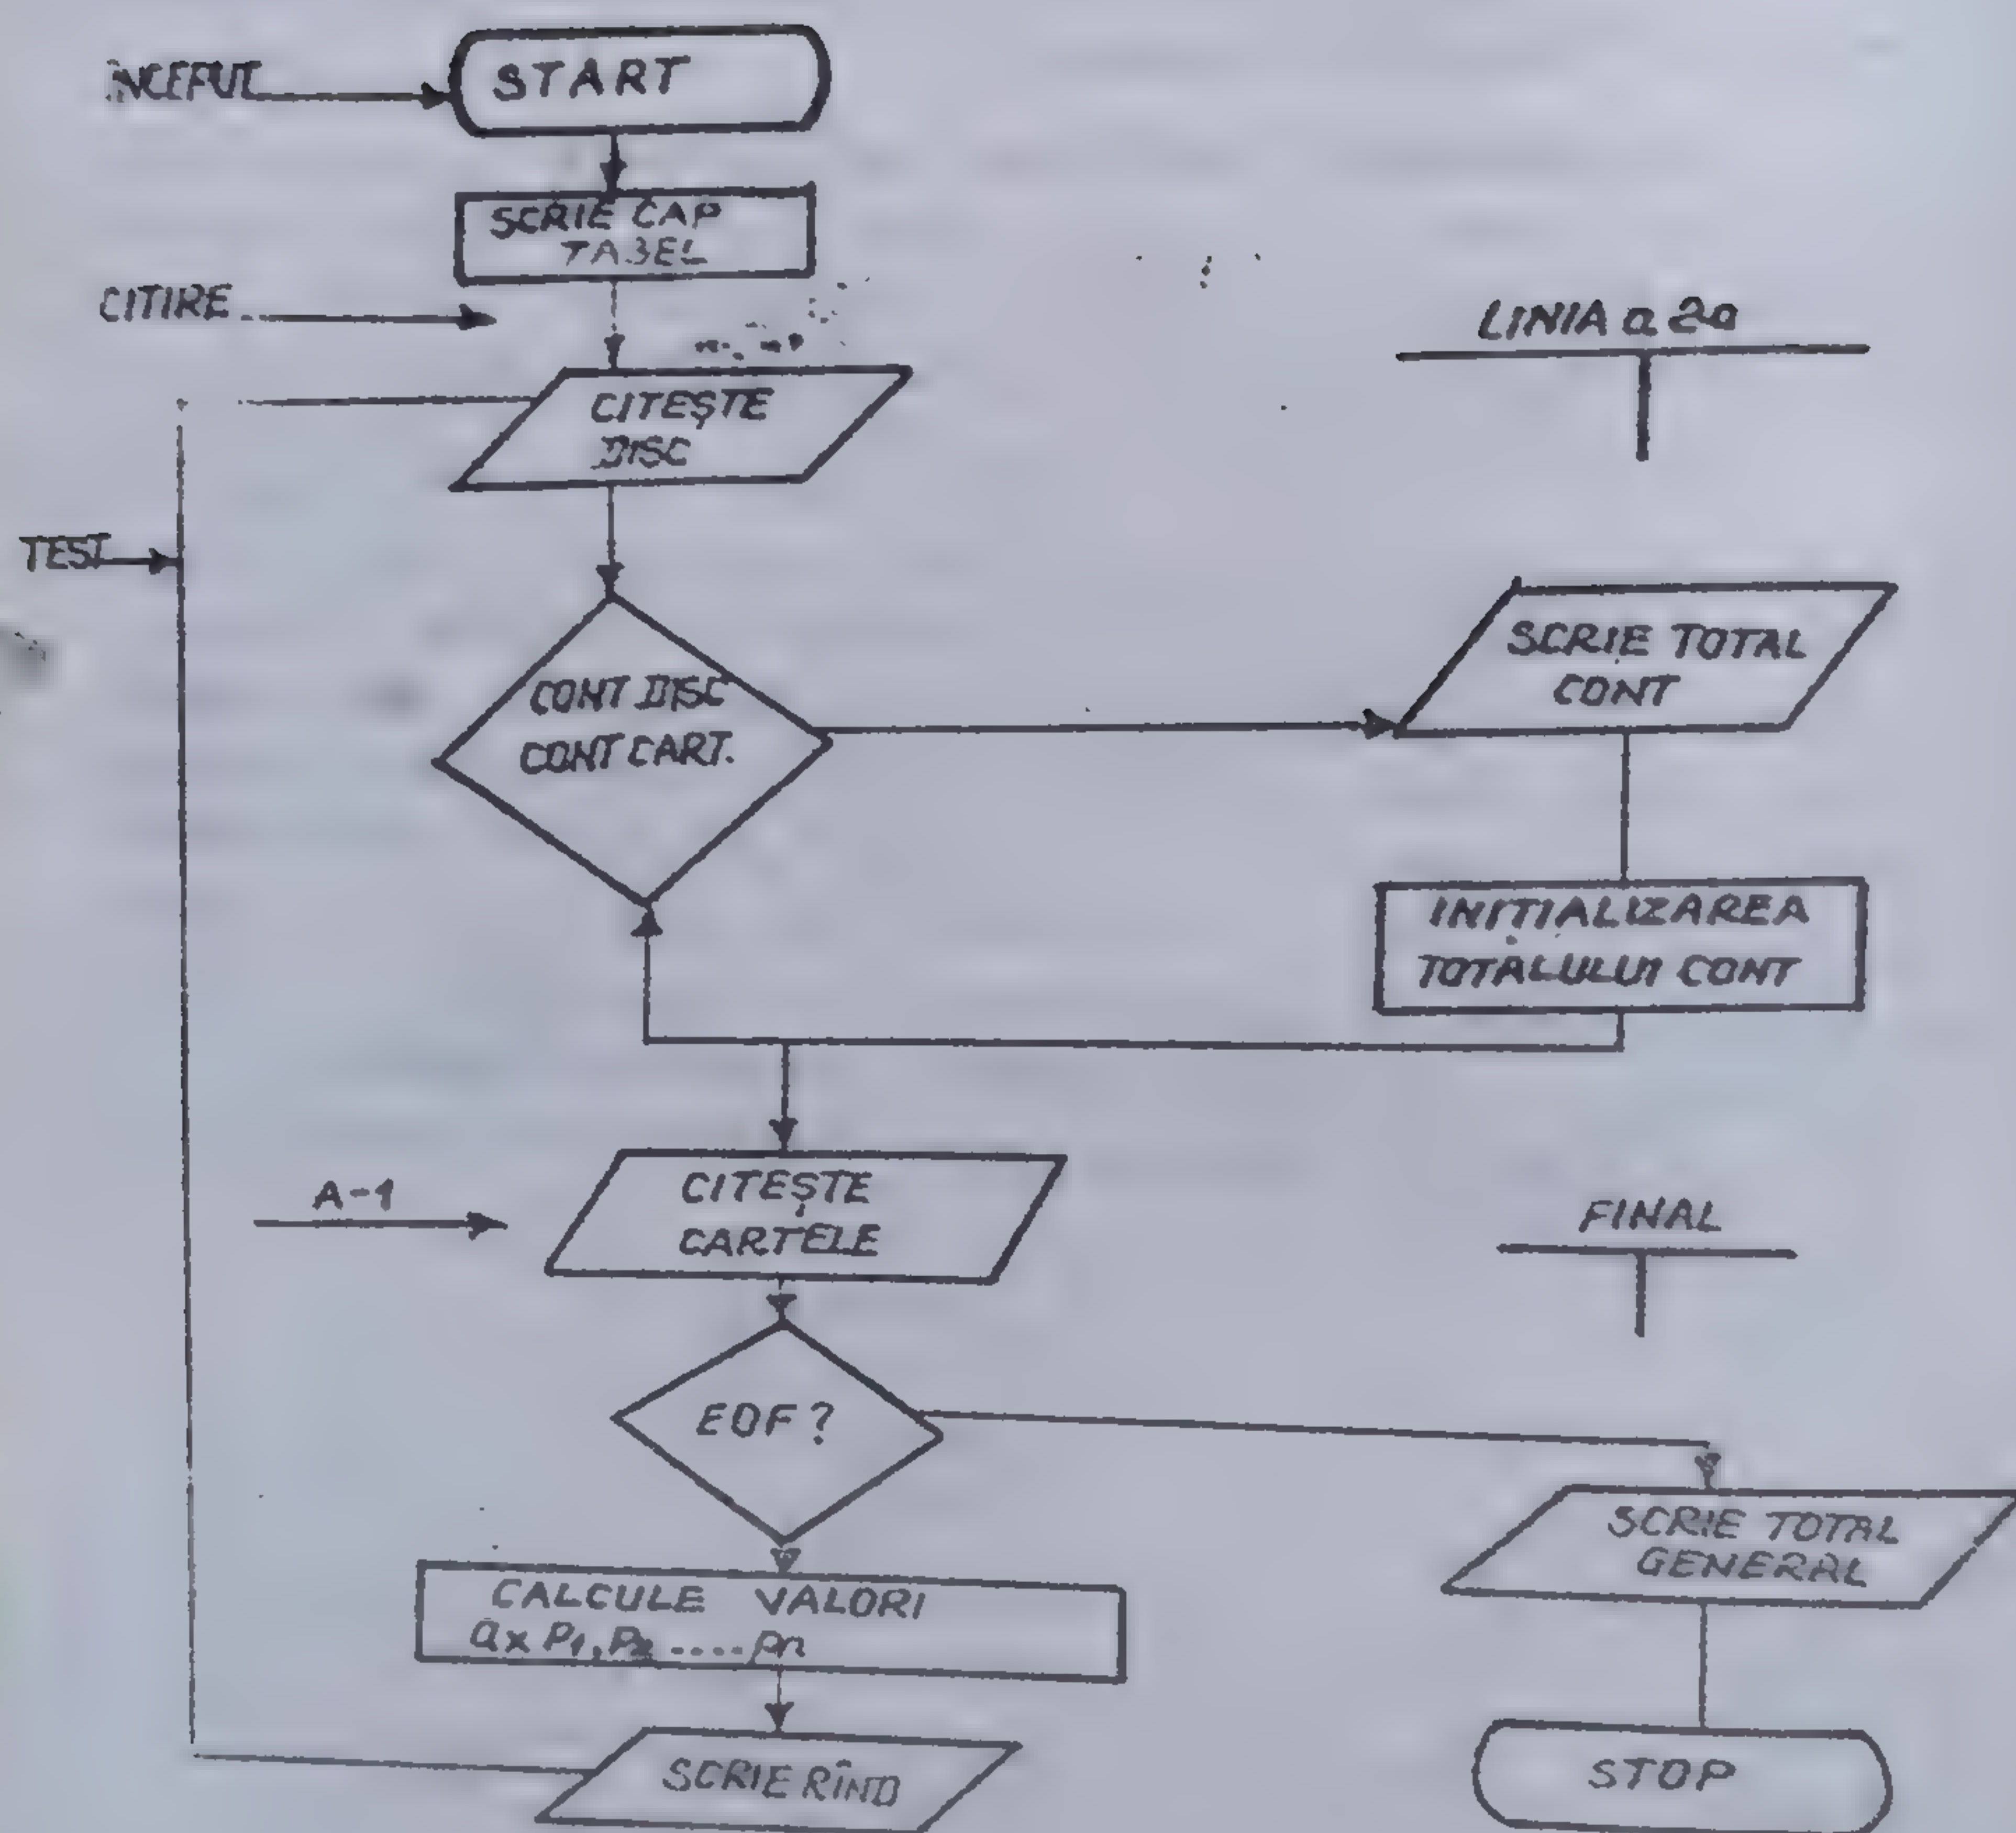 ÎNCEPUT
START
SCRIE CAP
TABEL
CITIRE
LINIA a 2a
CITEȘTE
DISC
TEST
CONT DISC
CONT CART.
SCRIE TOTAL
CONT
INIȚIALIZAREA
TOTALULUI CONT
A-1
CITEȘTE
CARTELE
FINAL
EOF?
SCRIE TOTAL
GENERAL
CALCULE VALORI
Q x P1, P2 .... pn
SCRIE RÎND
STOP